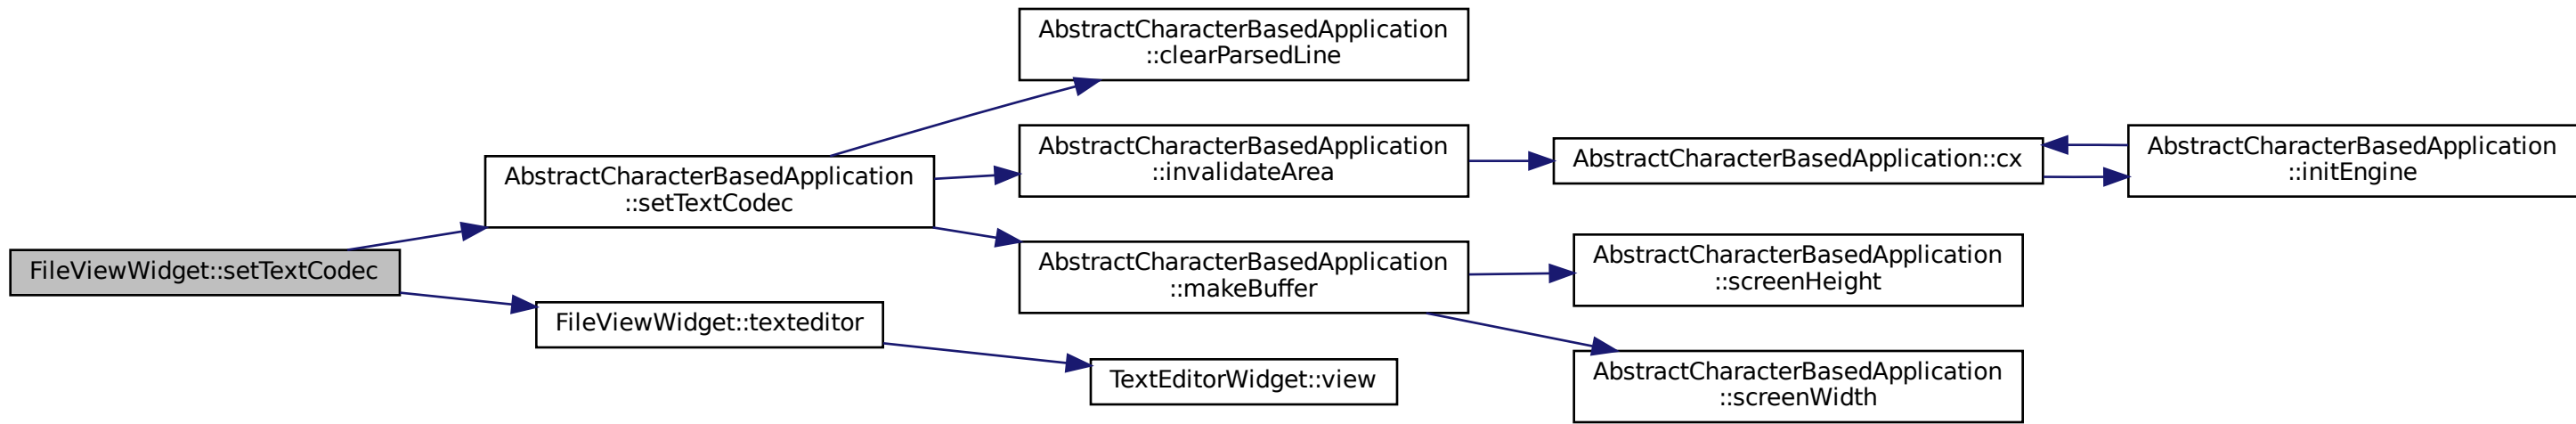 FileViewWidget::setTextCodec
AbstractCharacterBasedApplication
::setTextCodec
FileViewWidget::texteditor
AbstractCharacterBasedApplication
::clearParsedLine
AbstractCharacterBasedApplication
::invalidateArea
AbstractCharacterBasedApplication
::makeBuffer
TextEditorWidget::view
AbstractCharacterBasedApplication::cx
AbstractCharacterBasedApplication
::screenHeight
AbstractCharacterBasedApplication
::screenWidth
AbstractCharacterBasedApplication
::initEngine